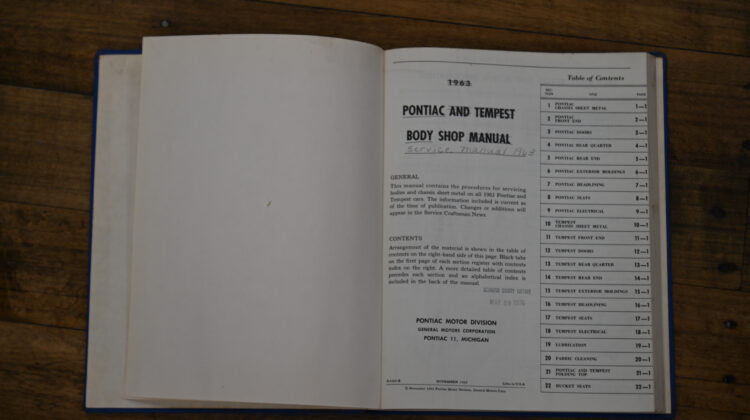 1963
PONTIAC AND TEMPEST
BODY SHOP MANUAL
service manual 1963
GENERAL
This manual contains the procedures for servicing
bodies and chassis sheet metal on all 1963 Pontiac and
Tempest cars. The information included is current as
of the time of publication. Changes or additions will
appear in the Service Craftsman News.
CONTENTS
Arrangement of the material is shown in the table of
contents on the right-hand side of this page. Black tabs
on the first page of each section register with contents
index on the right. A more detailed table of contents
precedes each section and an alphabetical index is
included in the back of the manual.
PONTIAC MOTOR DIVISION
GENERAL MOTORS CORPORATION
PONTIAC 11, MICHIGAN
Litho in U.S.A.
Table of Contents
TITLE PAGE
1 PONTIAC
CHASSIS SHEET METAL 1—1
2 PONTIAC
FRONT END 2—1
3 PONTIAC DOORS 3—1
4 PONTIAC REAR QUARTER 4—1
5 PONTIAC REAR END 5—1
6 PONTIAC EXTERIOR MOLDINGS 6—1
7 PONTIAC HEADLINING 7—1
8 PONTIAC SEATS 8—1
9 PONTIAC ELECTRICAL 9—1
10 TEMPEST
CHASSIS SHEET METAL 10—1
11 TEMPEST FRONT END 11—1
12 TEMPEST DOORS 12—1
13 TEMPEST REAR QUARTER 13—1
14 TEMPEST REAR END 14—1
15 TEMPEST EXTERIOR MOLDINGS 15—1
16 TEMPEST HEADLINING 16—1
17 TEMPEST SEATS 17—1
18 TEMPEST ELECTRICAL 18—1
19 LUBRICATION 19—1
20 FABRIC CLEANING 20—1
21 PONTIAC AND TEMPEST
FOLDING TOP 21—1
22 BUCKET SEATS 22—1